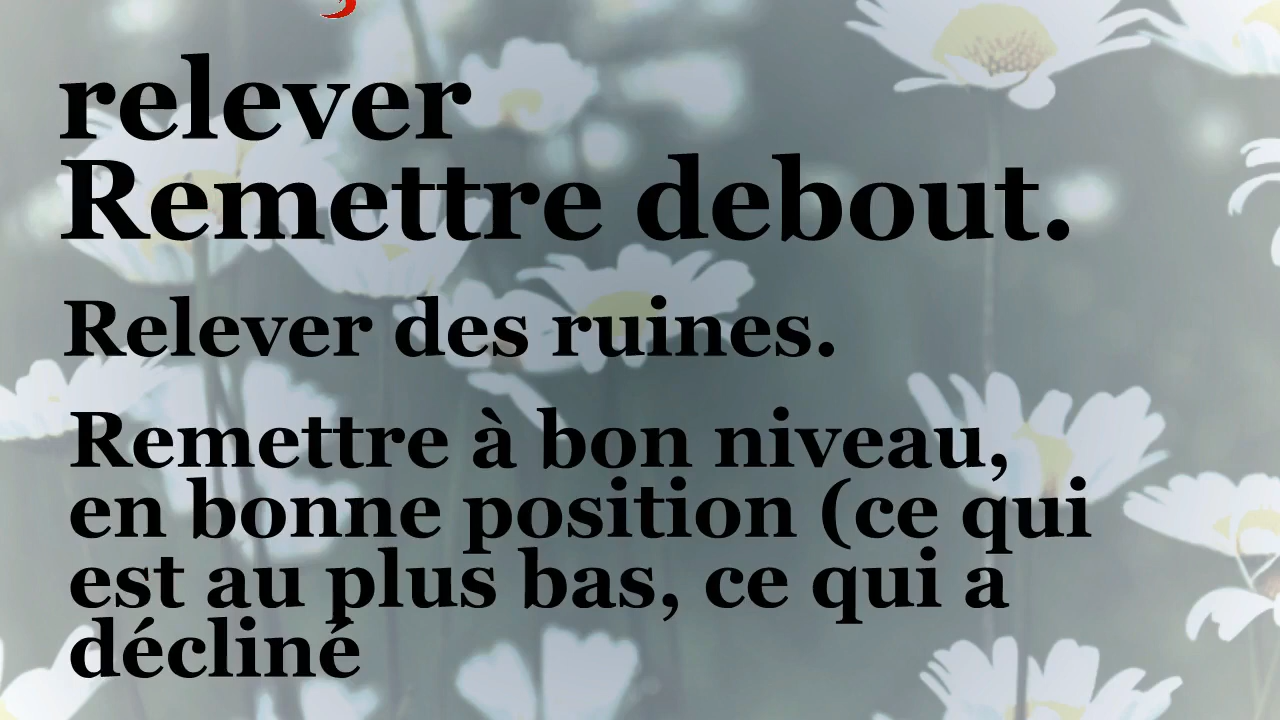 relever
Remettre debout.
Relever des ruines.
Remettre à bon niveau,
en bonne position (ce qui
est au plus bas, ce qui a
décliné